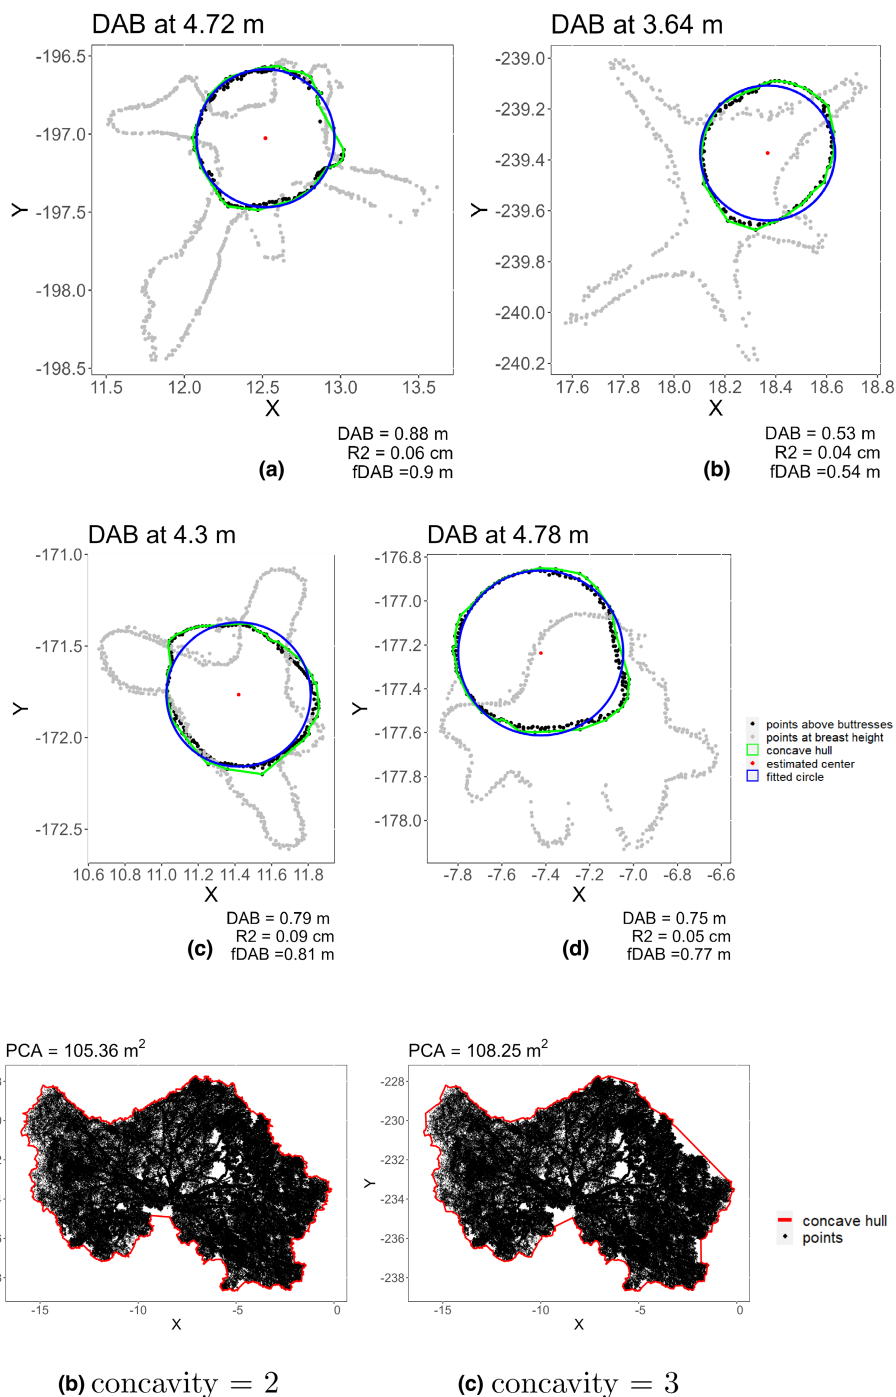 DAB at 4.72 m
-196.5
-197.0
-197.5
-198.0
-198.5
Y
11.5 12.0 12.5 13.0 13.5
X
DAB = 0.88 m
R2 = 0.06 cm
fDAB =0.9 m
(a)
DAB at 3.64 m
-239.0
-239.2
-239.4
-239.6
-239.8
-240.0
-240.2
Y
17.6 17.8 18.0 18.2 18.4 18.6 18.8
X
DAB = 0.53 m
R2 = 0.04 cm
fDAB =0.54 m
(b)
DAB at 4.3 m
-171.0
-171.5
-172.0
-172.5
Y
10.6 10.8 11.0 11.2 11.4 11.6 11.8
X
DAB = 0.79 m
R2 = 0.09 cm
fDAB =0.81 m
(c)
DAB at 4.78 m
-176.8
-177.0
-177.2
-177.4
-177.6
-177.8
-178.0
Y
-7.8 -7.6 -7.4 -7.2 -7.0 -6.8 -6.6
X
DAB = 0.75 m
R2 = 0.05 cm
fDAB =0.77 m
(d)
points above buttresses
points at breast height
concave hull
estimated center
fitted circle
PCA = 105.36 m²
8
0
2
4
6
8
-15 -10 -5 0
X
(b) concavity = 2
PCA = 108.25 m²
-228
-230
-232
-234
-236
-238
Y
-15 -10 -5 0
X
(c) concavity = 3
concave hull
points